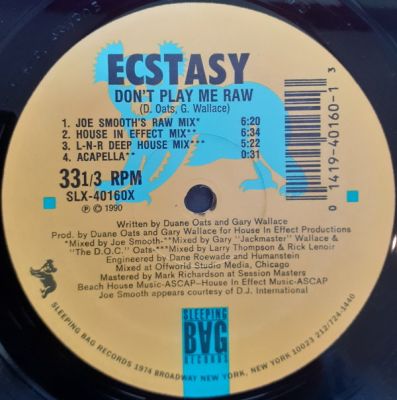 ECSTASY
DON'T PLAY ME RAW
(D. Oats, G. Wallace)
1. JOE SMOOTH'S RAW MIX* 6:20
2. HOUSE IN EFFECT MIX** 6:34
3. L-N-R DEEP HOUSE MIX*** 5:22
4. ACAPELLA** 0:31
33 1/3 RPM
SLX-40160X
℗ © 1990
0 1419-40160-1 3
Written by Duane Oats and Gary Wallace
Prod. by Duane Oats and Gary Wallace for House In Effect Productions
*Mixed by Joe Smooth-**Mixed by Gary "Jackmaster" Wallace &
"The D.O.C." Oats-***Mixed by Larry Thompson & Rick Lenoir
Engineered by Dane Roewade and Humanstein
Mixed at Offworld Studio Media, Chicago
Mastered by Mark Richardson at Session Masters
Beach House Music-ASCAP-House In Effect Music-ASCAP
Joe Smooth appears courtesy of D.J. International
SLEEPING
BAG
RECORDS
SLEEPING BAG RECORDS 1974 BROADWAY NEW YORK, NEW YORK 10023 212/724-1440